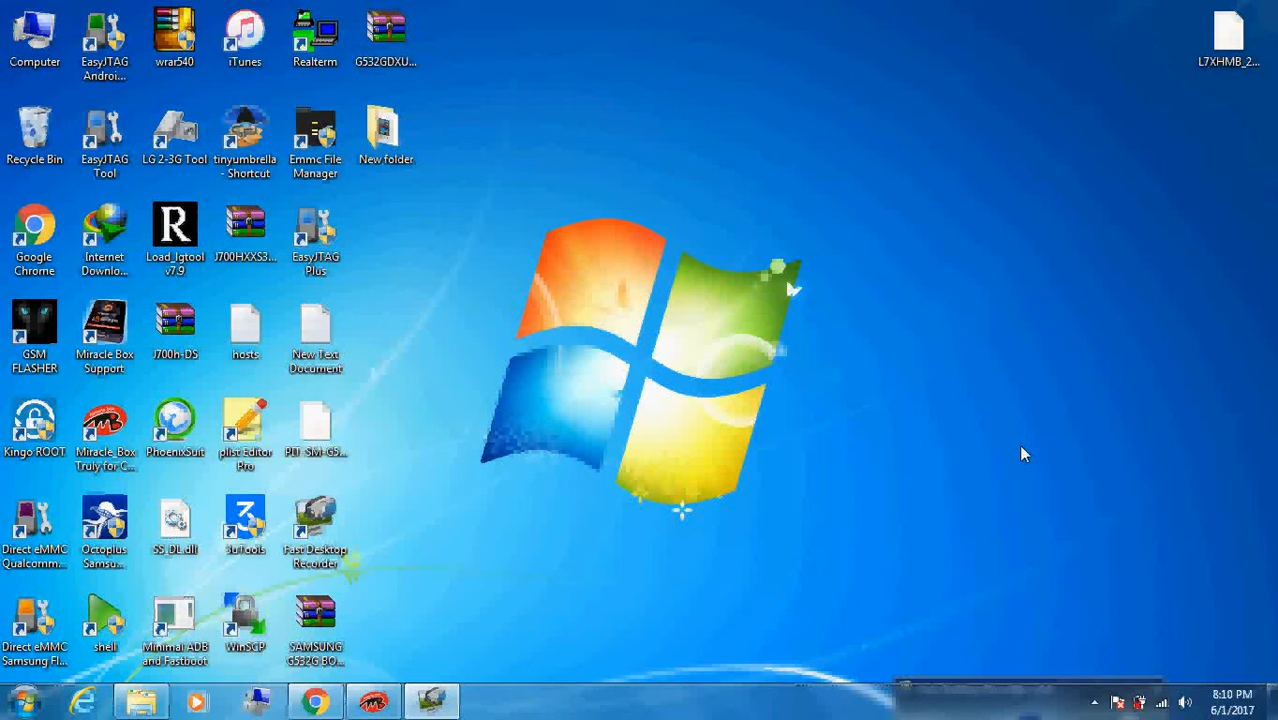 Computer
EasyJTAG
Androi...
wrar540
iTunes
Realterm
G532GDXU...
L7XHMB_2...
Recycle Bin
EasyJTAG
Tool
LG 2-3G Tool
tinyumbrella
- Shortcut
Emmc File
Manager
New folder
Google
Chrome
Internet
Downlo...
R
Load_lgtool
v7.9
J700HXXS3...
EasyJTAG
Plus
GSM
FLASHER
Miracle Box
Support
J700h-DS
hosts
New Text
Document
Kingo ROOT
Miracle_Box
Truly for C...
PhoenixSuit
plist Editor
Pro
PIT-SM-G5...
Direct eMMC
Qualcomm...
Octoplus
Samsu...
SS_DL.dll
3
3uTools
Fast Desktop
Recorder
Direct eMMC
Samsung Fl...
shell
Minimal ADB
and Fastboot
WinSCP
SAMSUNG
G532G BO...
8:10 PM
6/1/2017